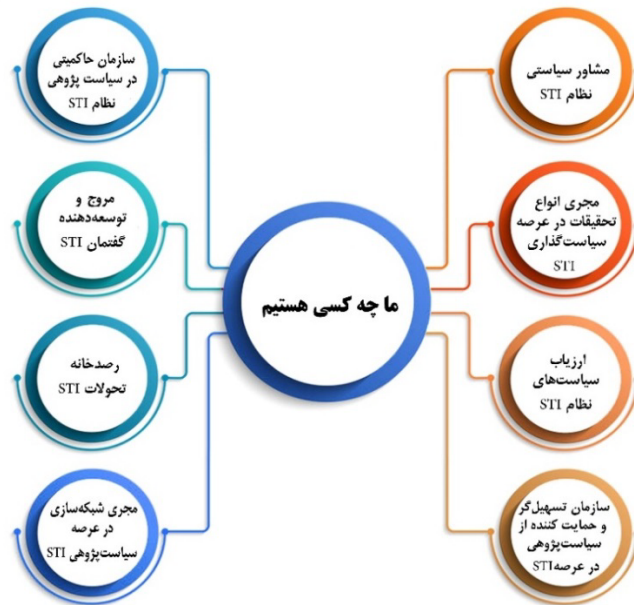 مشاور سیاستی
نظام STI
مجری انواع
تحقیقات در عرصه
سیاست‌گذاری
STI
ارزیاب
سیاست‌های
نظام STI
سازمان تسهیل‌گر
و حمایت کننده از
سیاست‌پژوهی
در عرصهSTI
ما چه کسی هستیم
سازمان حاکمیتی
در سیاست پژوهی
نظام STI
مروج و
توسعه‌دهنده
گفتمان STI
رصدخانه
تحولات STI
مجری شبکه‌سازی
در عرصه
سیاست‌پژوهی STI